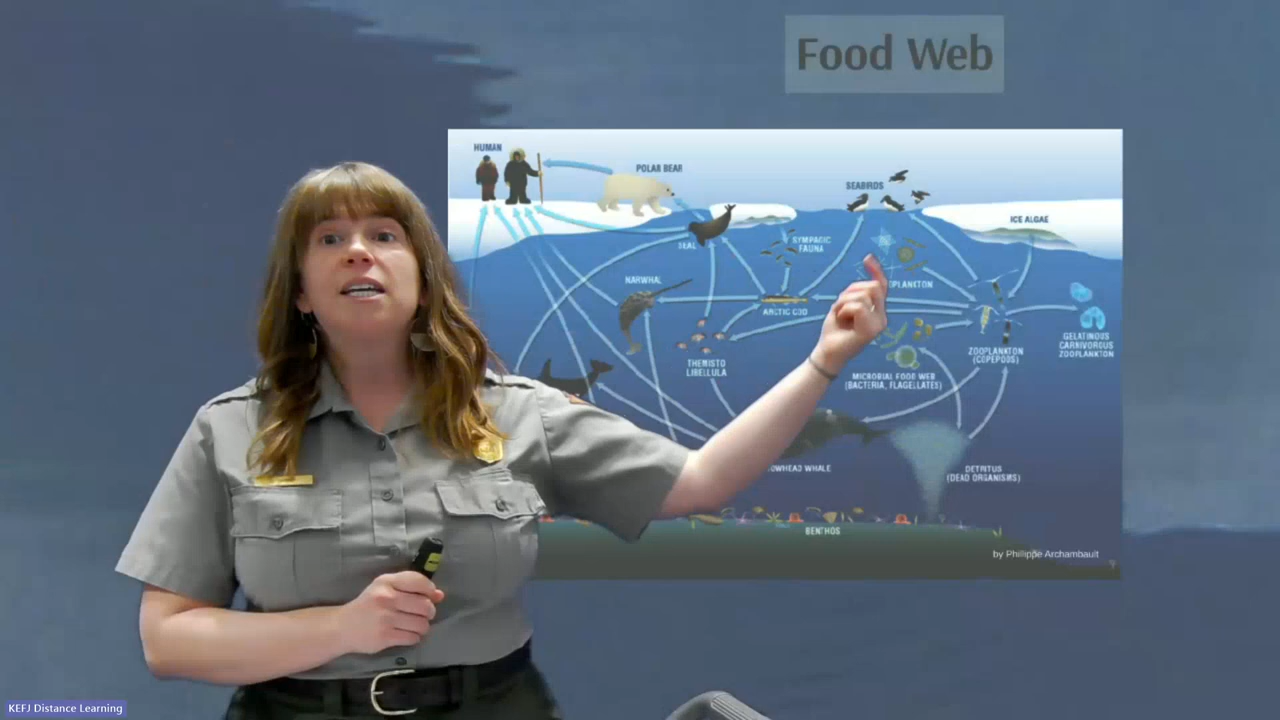 Food Web
HUMAN
POLAR BEAR
SEABIRDS
ICE ALGAE
SEAL
SYMPAGIC
FAUNA
NARWHAL
ARCTIC COD
THEMISTO
LIBELLULA
ZOOPLANKTON
(COPEPODS)
GELATINOUS
CARNIVOROUS
ZOOPLANKTON
MICROBIAL FOOD WEB
(BACTERIA, FLAGELLATES)
WHALE
DETRITUS
(DEAD ORGANISMS)
BENTHOS
by Philippe Archambault
KEFJ Distance Learning